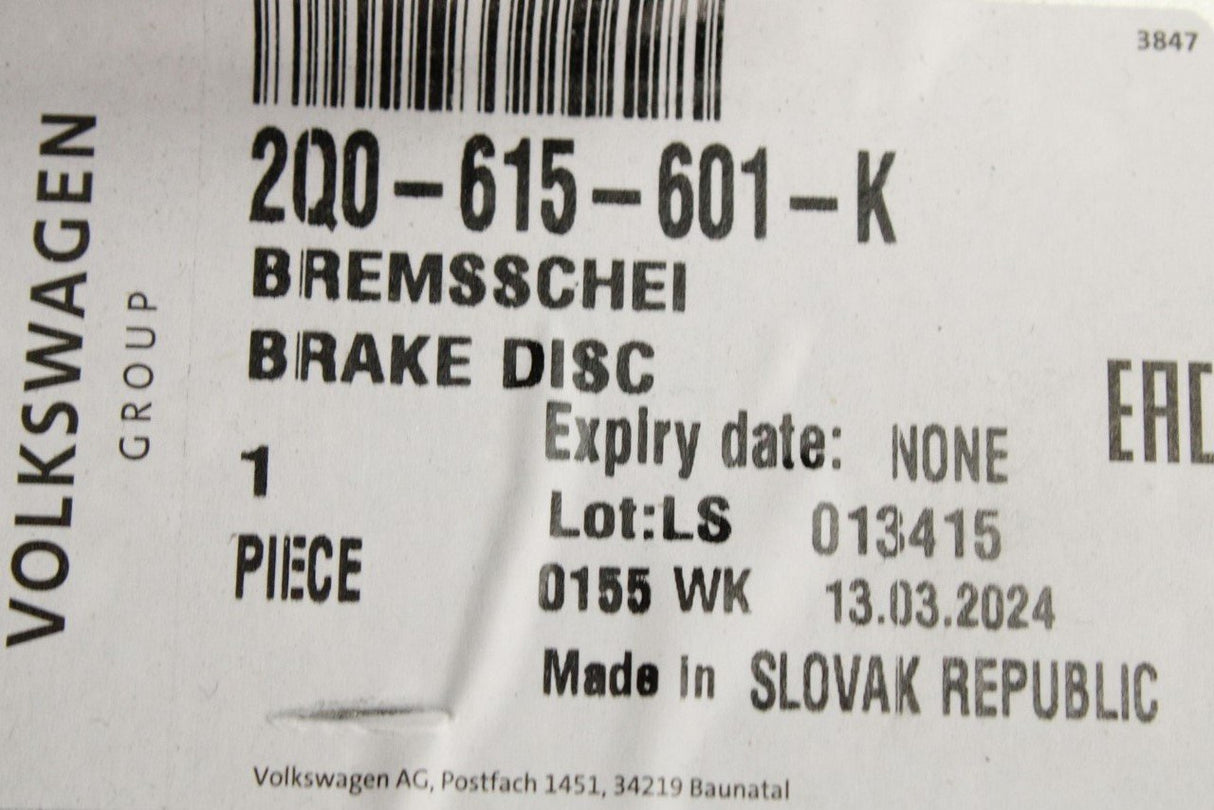 3847
VOLKSWAGEN
GROUP
2Q0-615-601-K
BREMSSCHEI
BRAKE DISC
Expiry date: NONE
EAC
1
Lot:LS 013415
PIECE
0155 WK 13.03.2024
Made in SLOVAK REPUBLIC
Volkswagen AG, Postfach 1451, 34219 Baunatal